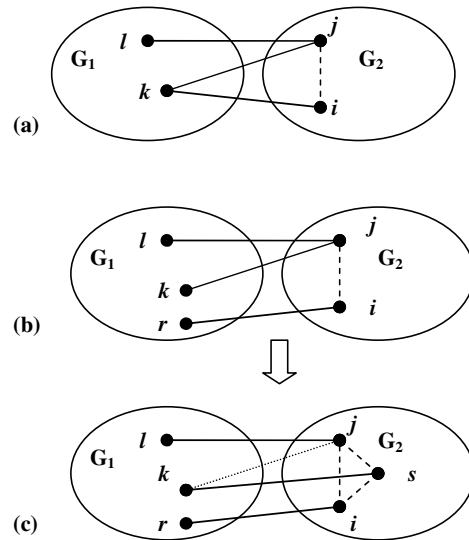 l j
G₁ G₂
k i
(a)
l j
G₁ G₂
k
r i
(b)
l j
G₁ G₂
k s
r i
(c)